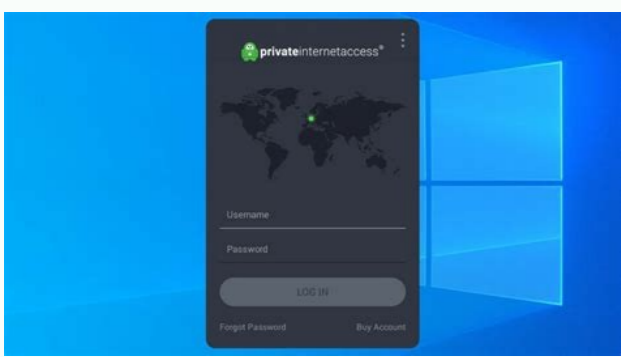 privateinternetaccess®
Username
Password
LOG IN
Forgot Password
Buy Account